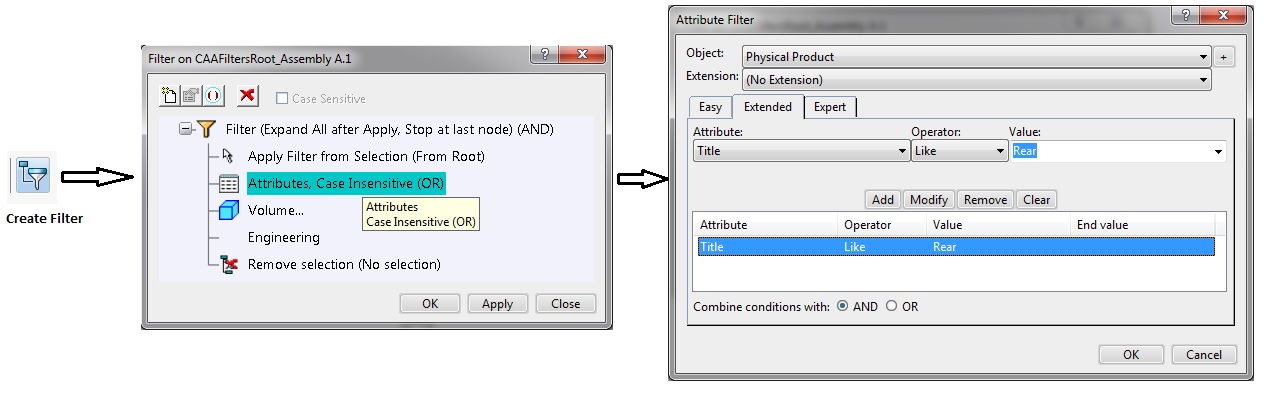 Create Filter
Filter on CAAFiltersRoot_Assembly A.1
Case Sensitive
Filter (Expand All after Apply, Stop at last node) (AND)
Apply Filter from Selection (From Root)
Attributes, Case Insensitive (OR)
Volume...
Attributes
Case Insensitive (OR)
Engineering
Remove selection (No selection)
OK Apply Close
Attribute Filter
Object: Physical Product +
Extension: (No Extension)
Easy Extended Expert
Attribute: Operator: Value:
Title Like Rear
Add Modify Remove Clear
Attribute Operator Value End value
Title Like Rear
Combine conditions with: AND OR
OK Cancel